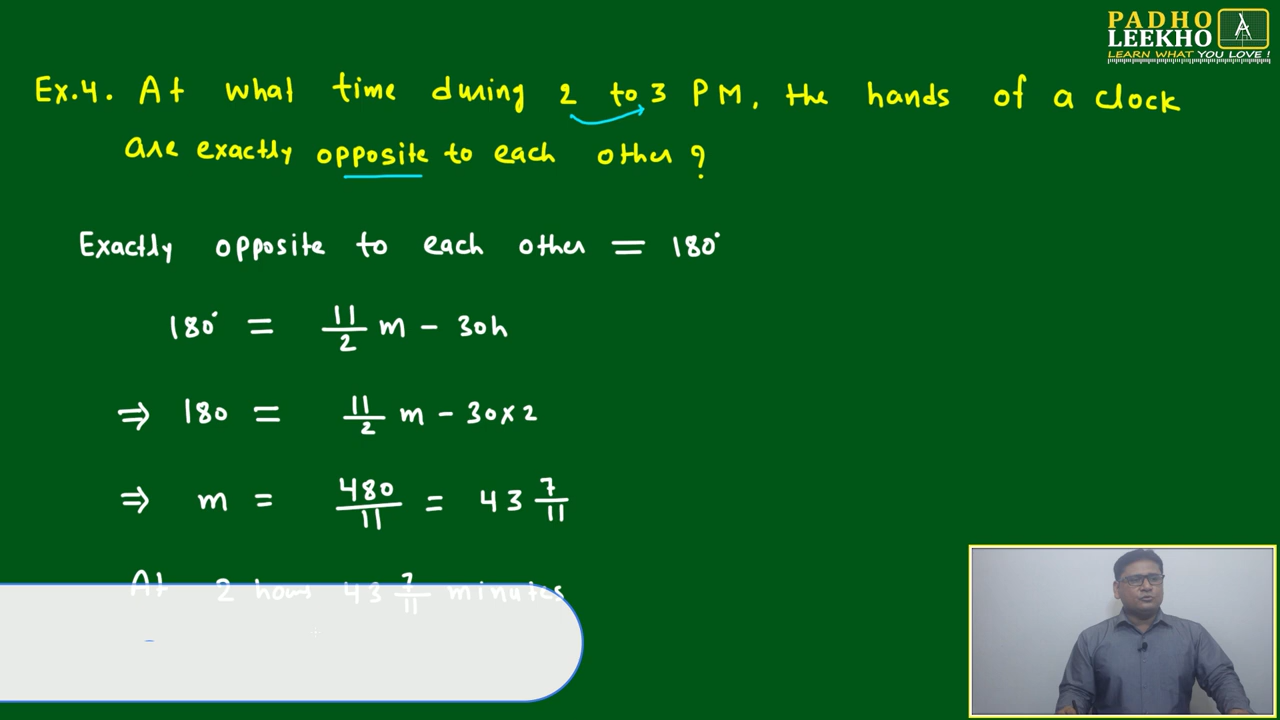 PADHO
LEEKHO
LEARN WHAT YOU LOVE !
Ex.4. At what time during 2 to 3 PM, the hands of a clock
are exactly opposite to each other ?
Exactly opposite to each other = 180°
180° = 11/2 m - 30h
⇒ 180 = 11/2 m - 30×2
⇒ m = 480/11 = 43 7/11
At 2 hours 43 7/11 minutes